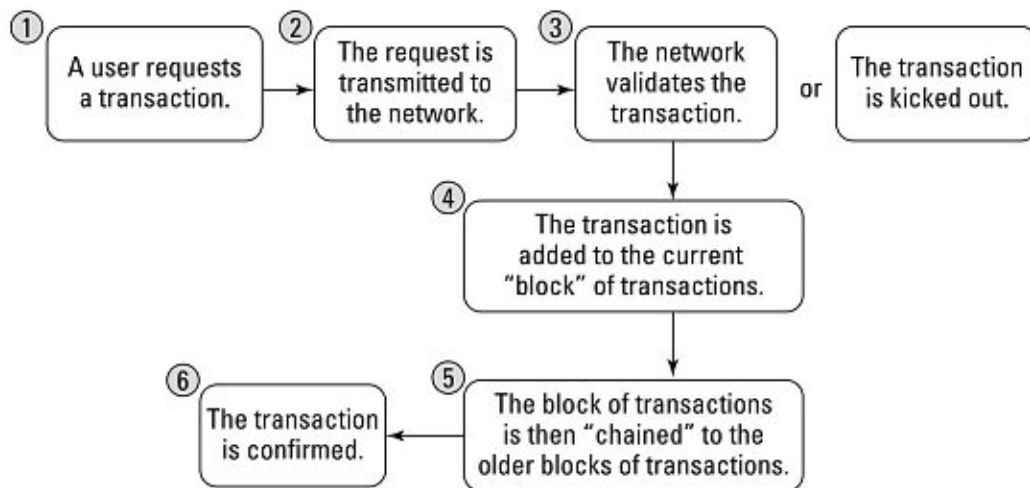 1
A user requests
a transaction.
2
The request is
transmitted to
the network.
3
The network
validates the
transaction.
or
The transaction
is kicked out.
4
The transaction is
added to the current
“block” of transactions.
5
The block of transactions
is then “chained” to the
older blocks of transactions.
6
The transaction
is confirmed.